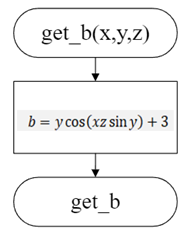 get_b(x,y,z)
b = y cos(xz sin y) + 3
get_b